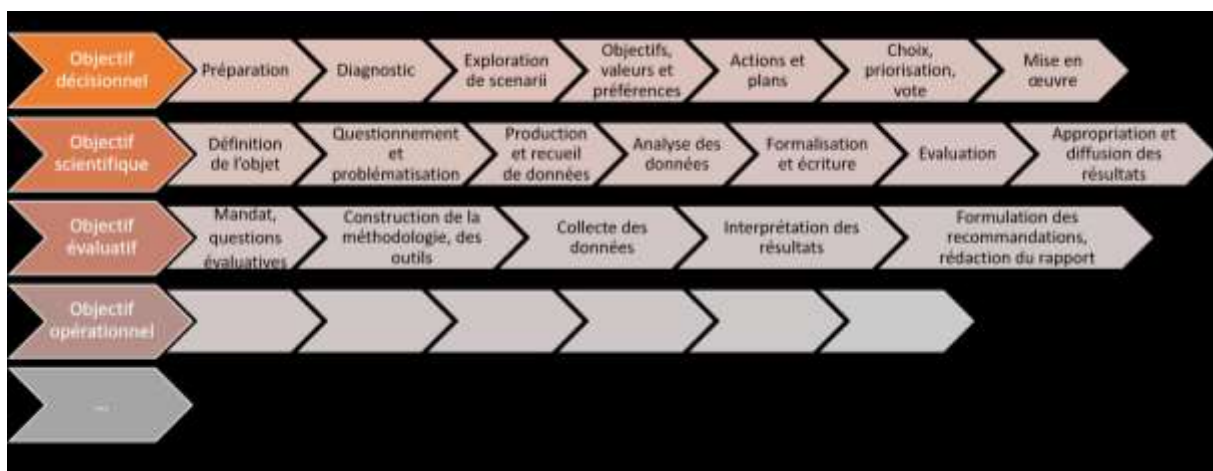 Objectif
décisionnel
Préparation
Diagnostic
Exploration
de scenarii
Objectifs,
valeurs et
préférences
Actions et
plans
Choix,
priorisation,
vote
Mise en
œuvre
Objectif
scientifique
Définition
de l'objet
Questionnement
et
problématisation
Production
et recueil
de données
Analyse des
données
Formalisation
et écriture
Evaluation
Appropriation et
diffusion des
résultats
Objectif
évaluatif
Mandat,
questions
évaluatives
Construction de la
méthodologie, des
outils
Collecte des
données
Interprétation des
résultats
Formulation des
recommandations,
rédaction du rapport
Objectif
opérationnel
...